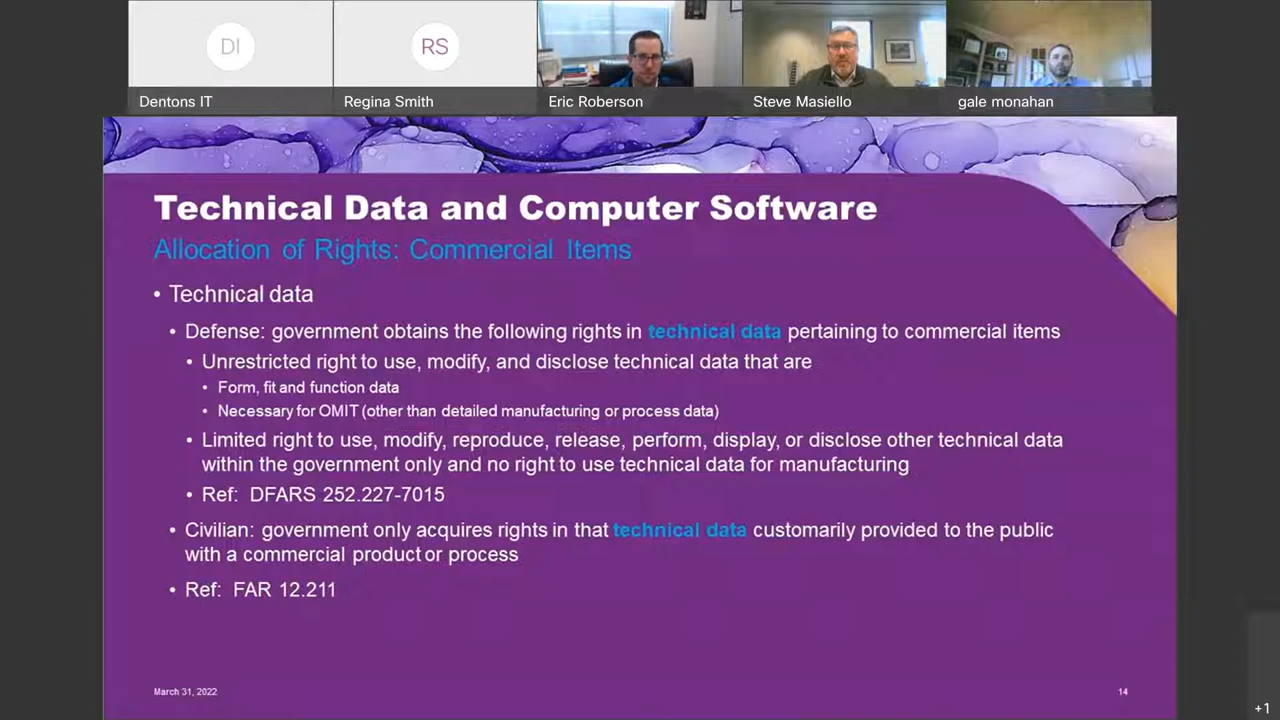 DI
RS
Dentons IT
Regina Smith
Eric Roberson
Steve Masiello
gale monahan
Technical Data and Computer Software
Allocation of Rights: Commercial Items
• Technical data
• Defense: government obtains the following rights in technical data pertaining to commercial items
• Unrestricted right to use, modify, and disclose technical data that are
• Form, fit and function data
• Necessary for OMIT (other than detailed manufacturing or process data)
• Limited right to use, modify, reproduce, release, perform, display, or disclose other technical data
within the government only and no right to use technical data for manufacturing
• Ref: DFARS 252.227-7015
• Civilian: government only acquires rights in that technical data customarily provided to the public
with a commercial product or process
• Ref: FAR 12.211
March 31, 2022
14
+1